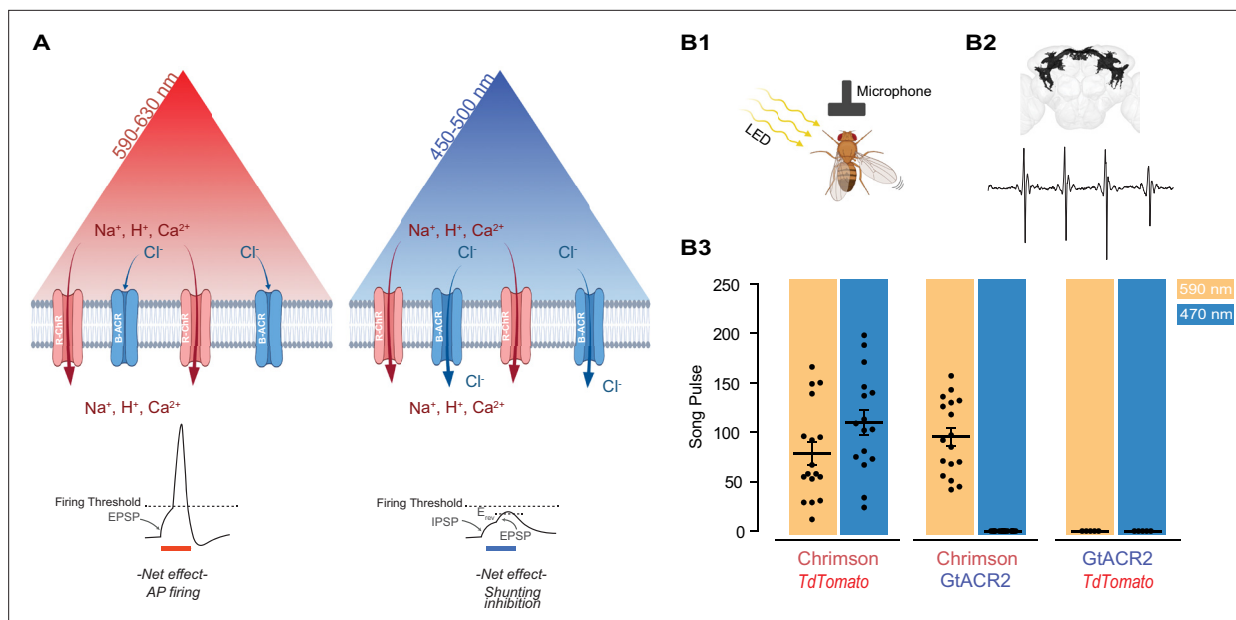 A
590-630 nm
Na⁺, H⁺, Ca²⁺
Cl⁻
Cl⁻
R-ChR
B-ACR
R-ChR
B-ACR
Na⁺, H⁺, Ca²⁺
Firing Threshold
EPSP
-Net effect-
AP firing
450-500 nm
Na⁺, H⁺, Ca²⁺
Cl⁻
Cl⁻
R-ChR
B-ACR
R-ChR
B-ACR
Cl⁻
Cl⁻
Na⁺, H⁺, Ca²⁺
Firing Threshold
E_rev
IPSP
EPSP
-Net effect-
Shunting
inhibition
B1
Microphone
LED
B2
B3
Song Pulse
250
200
150
100
50
0
590 nm
470 nm
Chrimson
TdTomato
Chrimson
GtACR2
GtACR2
TdTomato